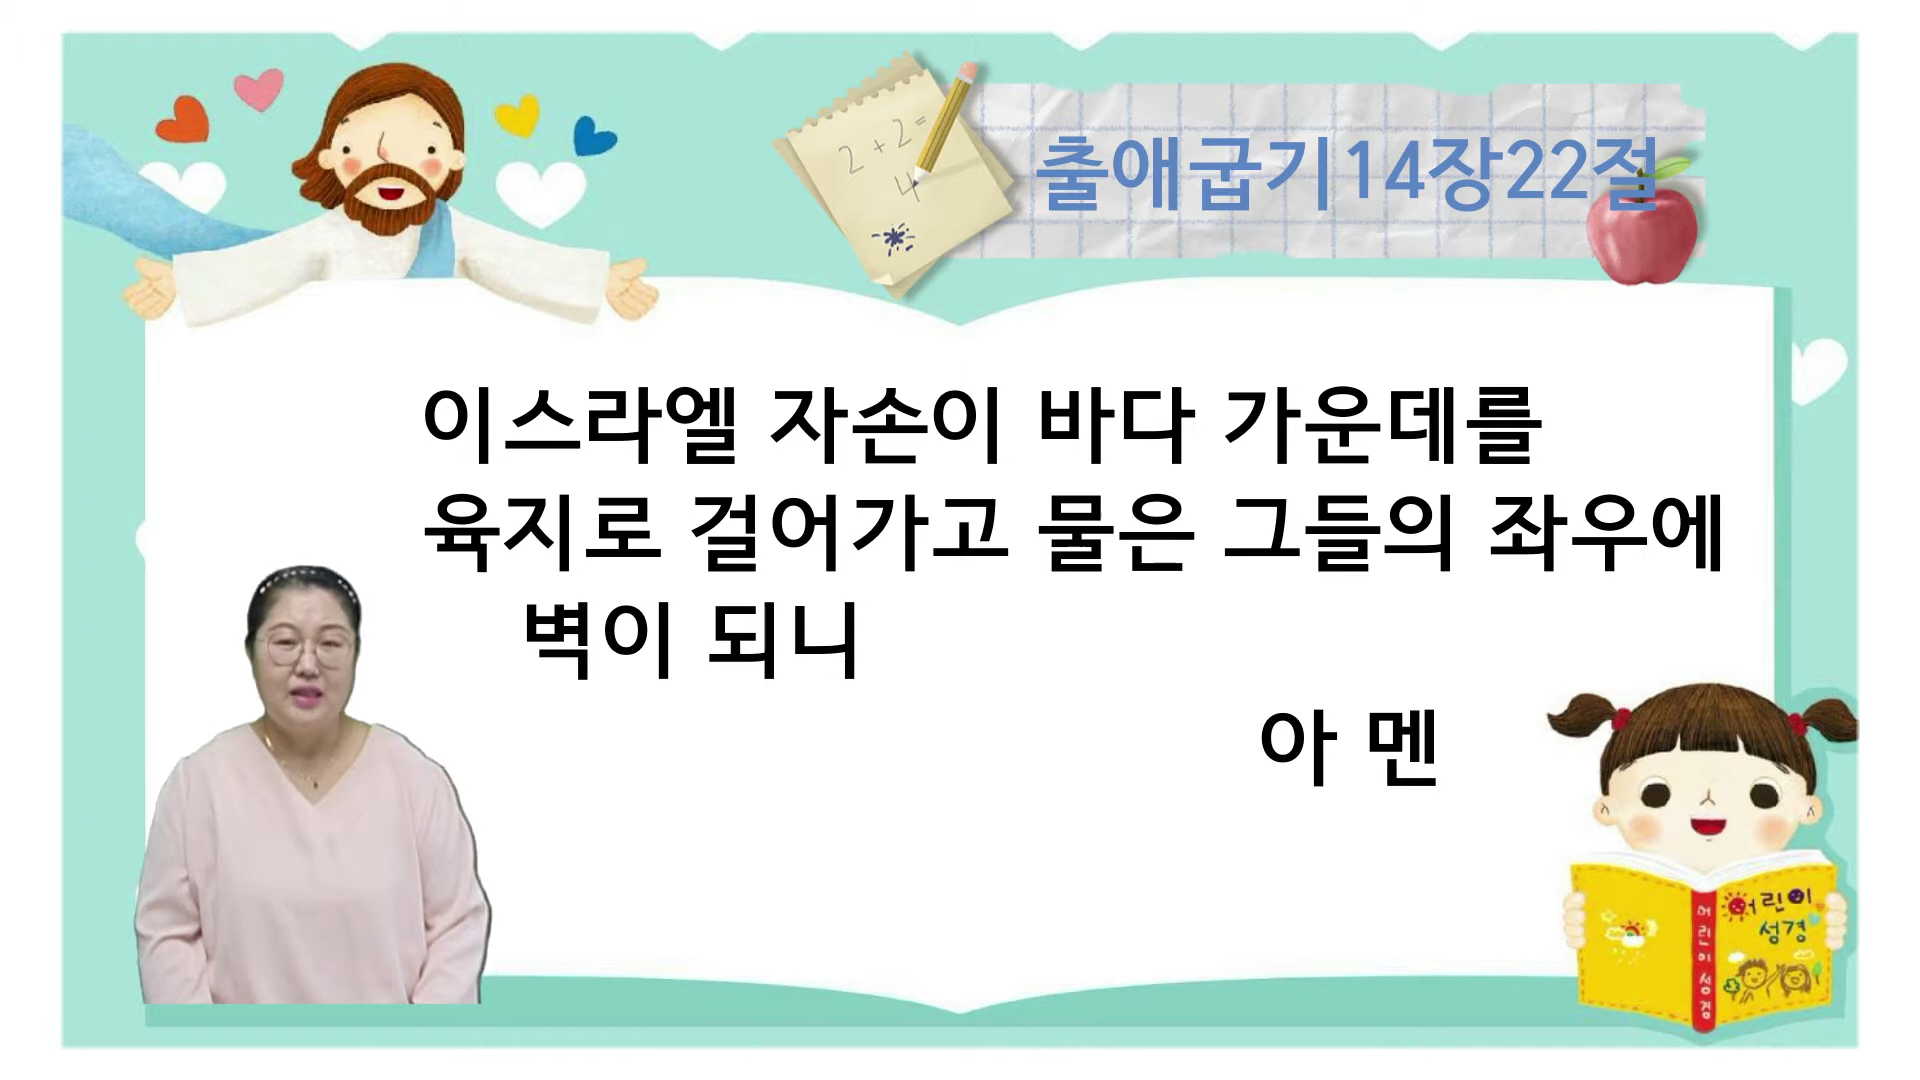 2+2=
4
출애굽기14장22절
이스라엘 자손이 바다 가운데를
육지로 걸어가고 물은 그들의 좌우에
벽이 되니
아 멘
어린이 성경
어린이
성경